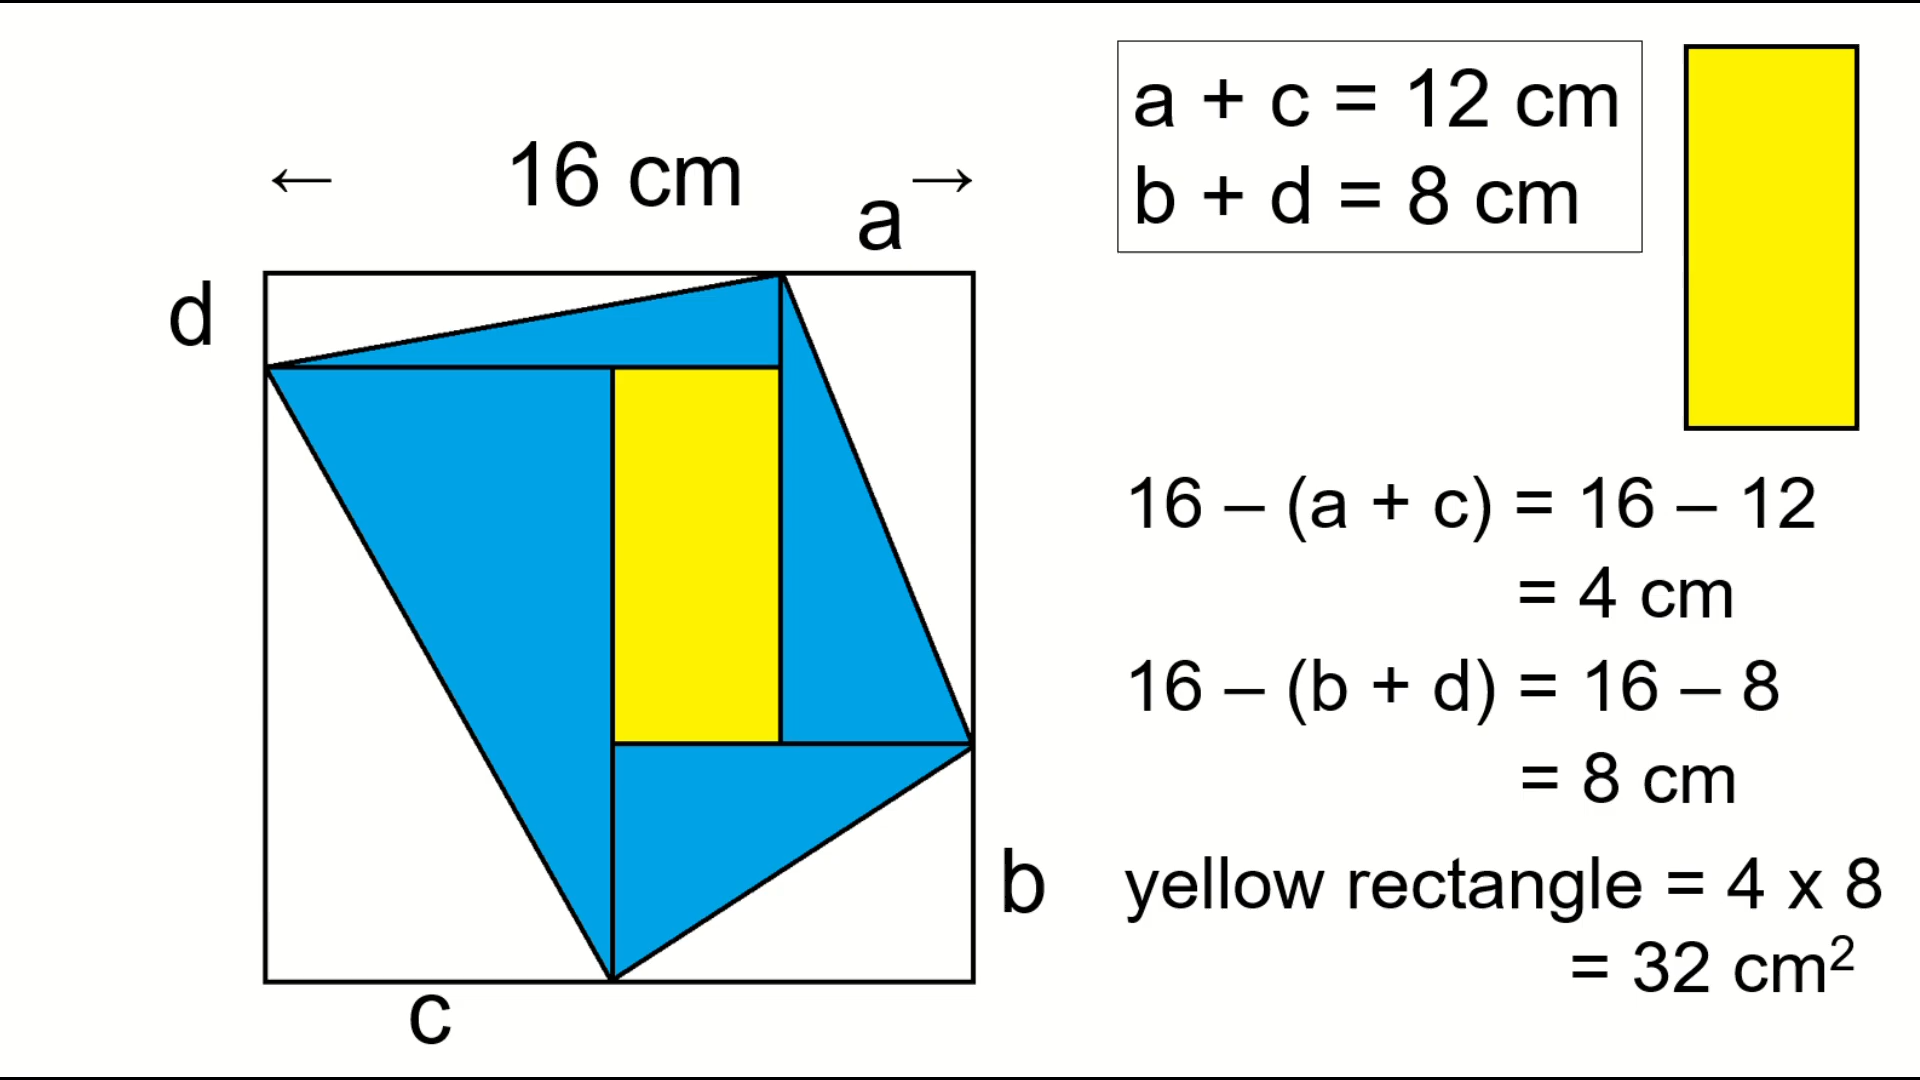 ← 16 cm →
a
d
b
c
a + c = 12 cm
b + d = 8 cm
16 – (a + c) = 16 – 12
= 4 cm
16 – (b + d) = 16 – 8
= 8 cm
yellow rectangle = 4 x 8
= 32 cm²